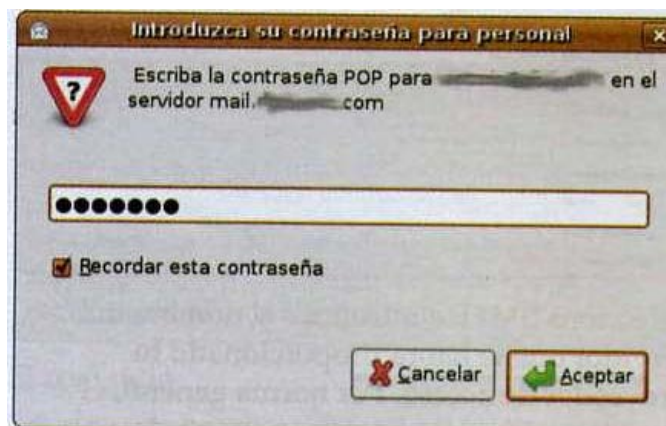 Introduzca su contraseña para personal
Escriba la contraseña POP para en el
servidor mail. .com
●●●●●●●
Recordar esta contraseña
Cancelar
Aceptar